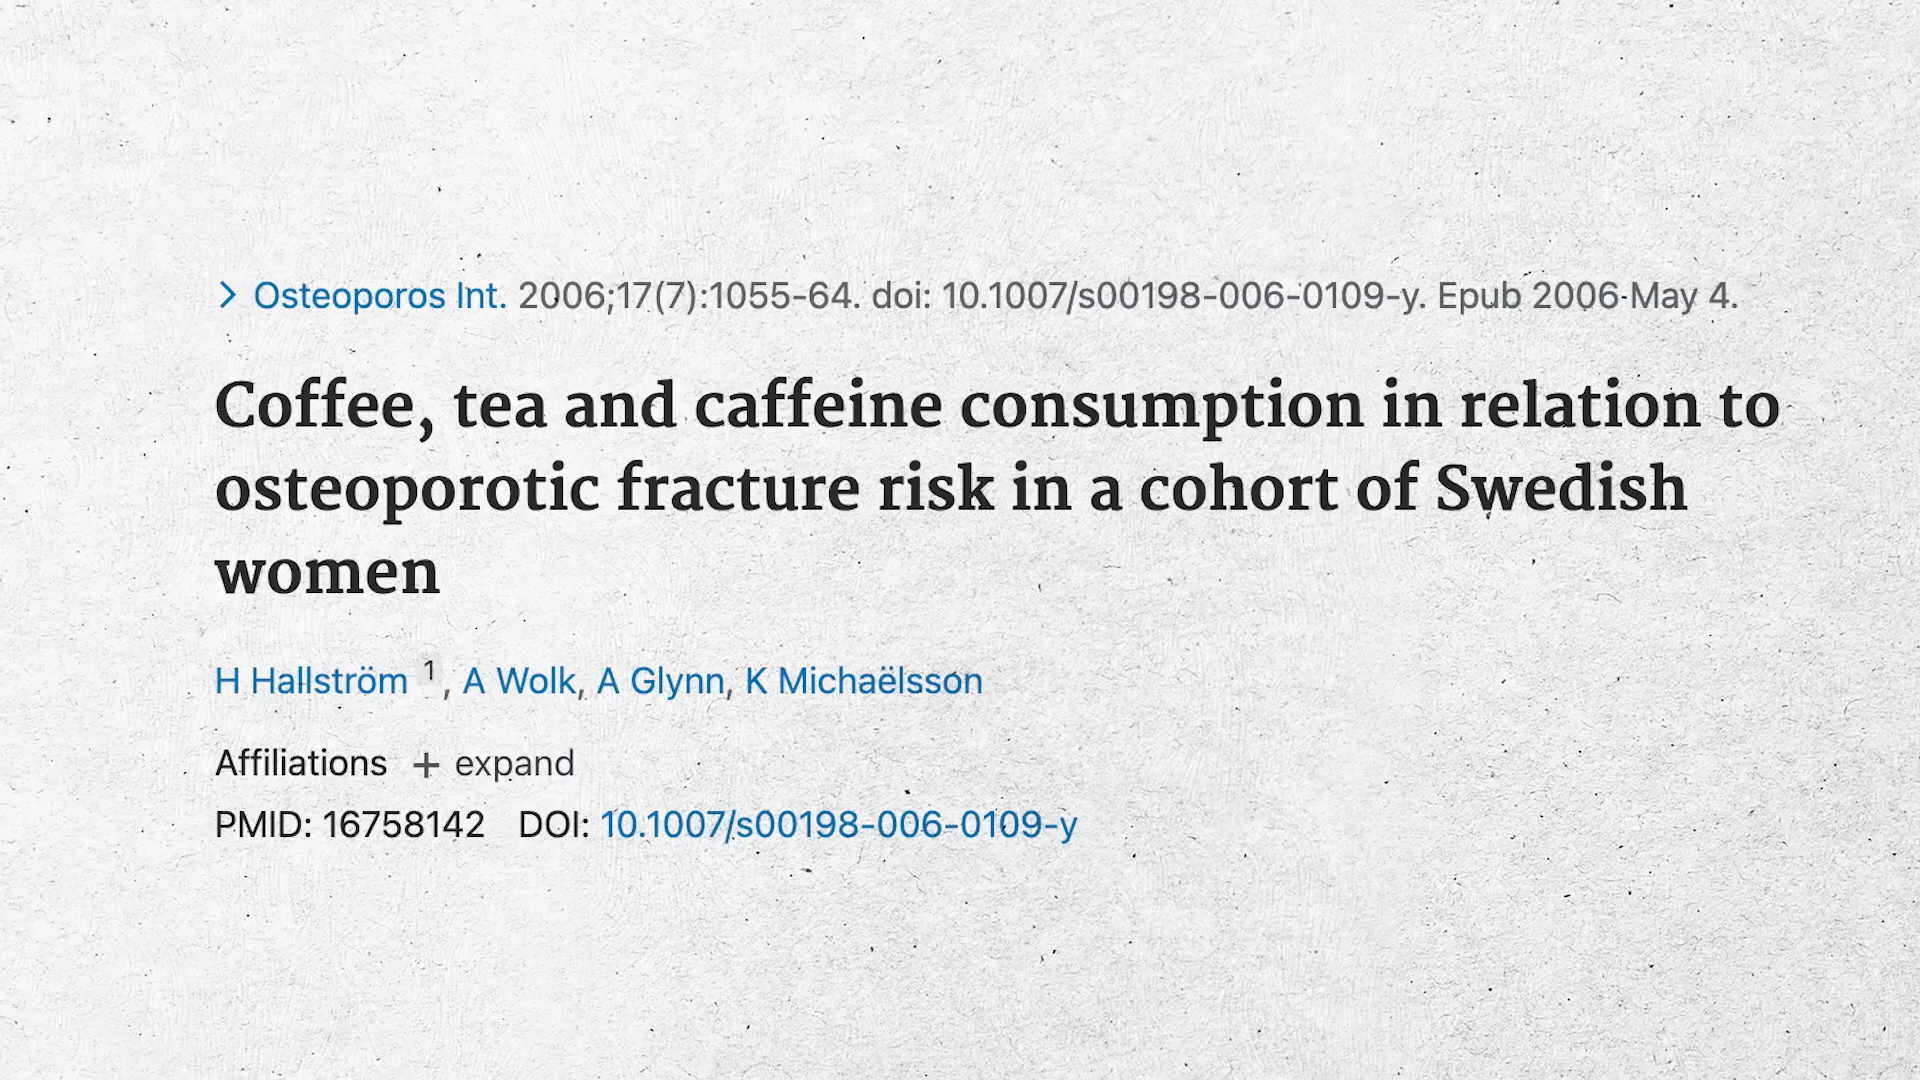 > Osteoporos Int. 2006;17(7):1055-64. doi: 10.1007/s00198-006-0109-y. Epub 2006 May 4.
Coffee, tea and caffeine consumption in relation to
osteoporotic fracture risk in a cohort of Swedish
women
H Hallström 1, A Wolk, A Glynn, K Michaëlsson
Affiliations + expand
PMID: 16758142 DOI: 10.1007/s00198-006-0109-y